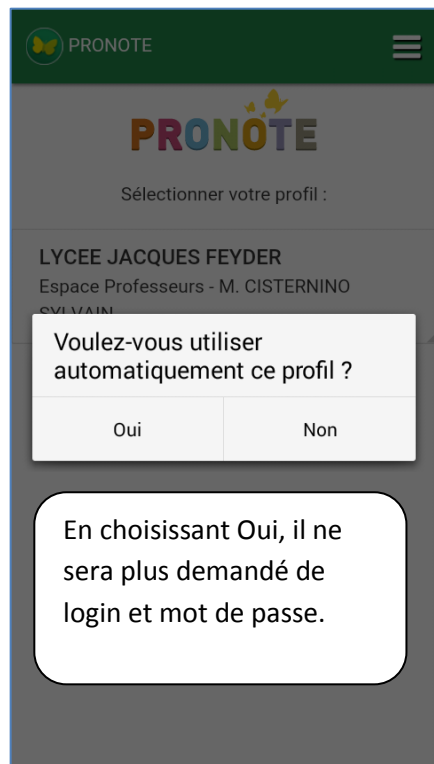 PRONOTE
PRONOTE
Sélectionner votre profil :
LYCEE JACQUES FEYDER
Espace Professeurs - M. CISTERNINO
SYLVAIN
Voulez-vous utiliser
automatiquement ce profil ?
Oui Non
En choisissant Oui, il ne
sera plus demandé de
login et mot de passe.